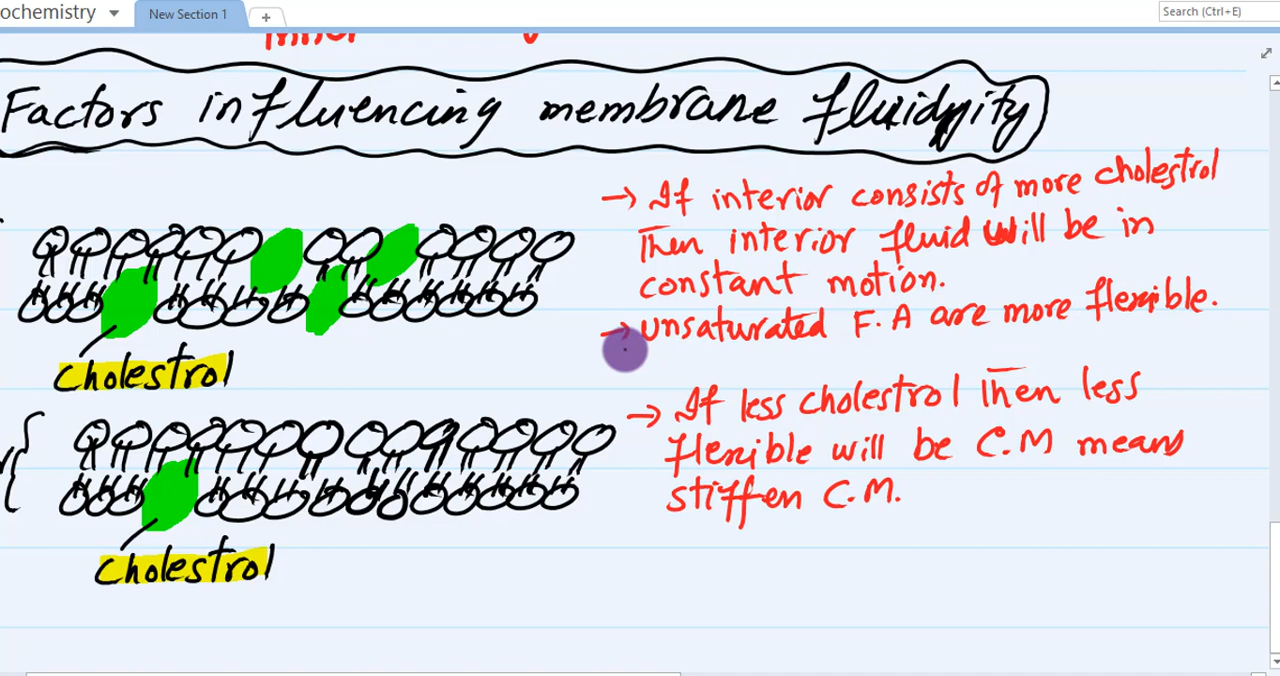 ochemistry
New Section 1
+
Search (Ctrl+E)
Factors influencing membrane fluidity
→ If interior consists of more cholestrol
Then interior fluid will be in
constant motion.
→ unsaturated F.A are more flexible.
Cholestrol
→ If less cholestrol Then less
flexible will be C.M means
stiffen C.M.
Cholestrol